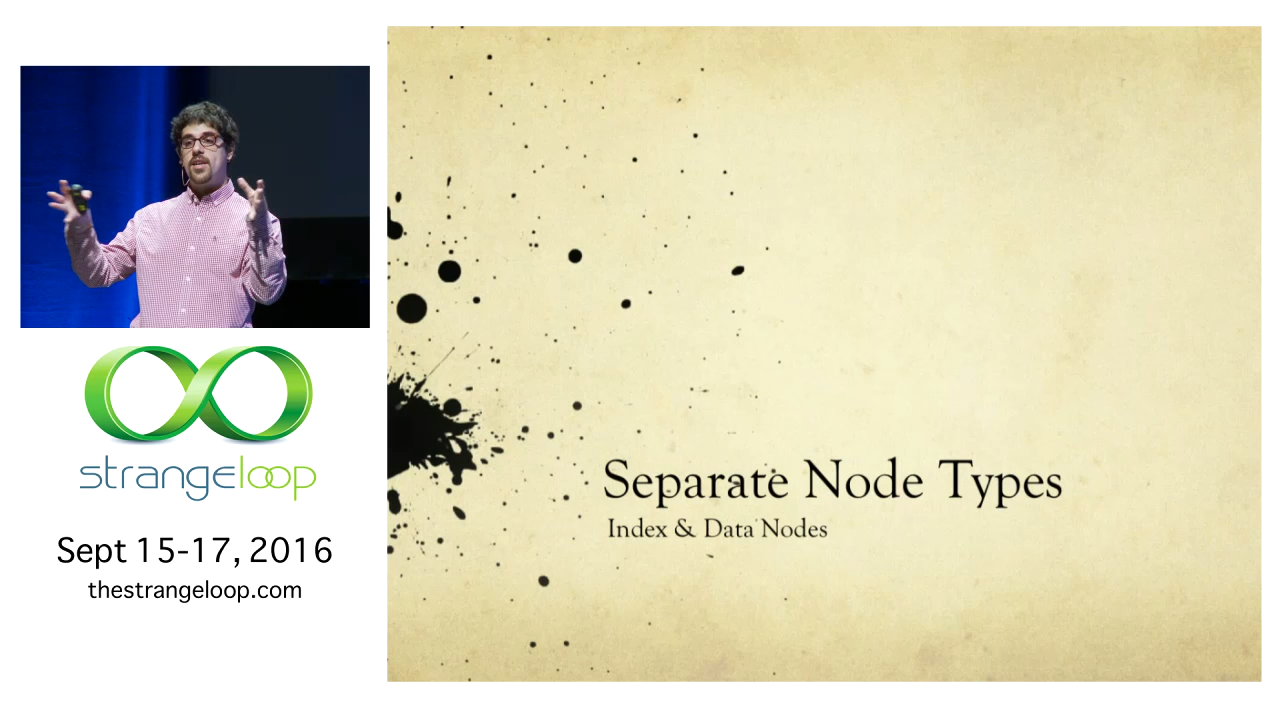 strangeloop
Sept 15-17, 2016
thestrangeloop.com
Separate Node Types
Index & Data Nodes